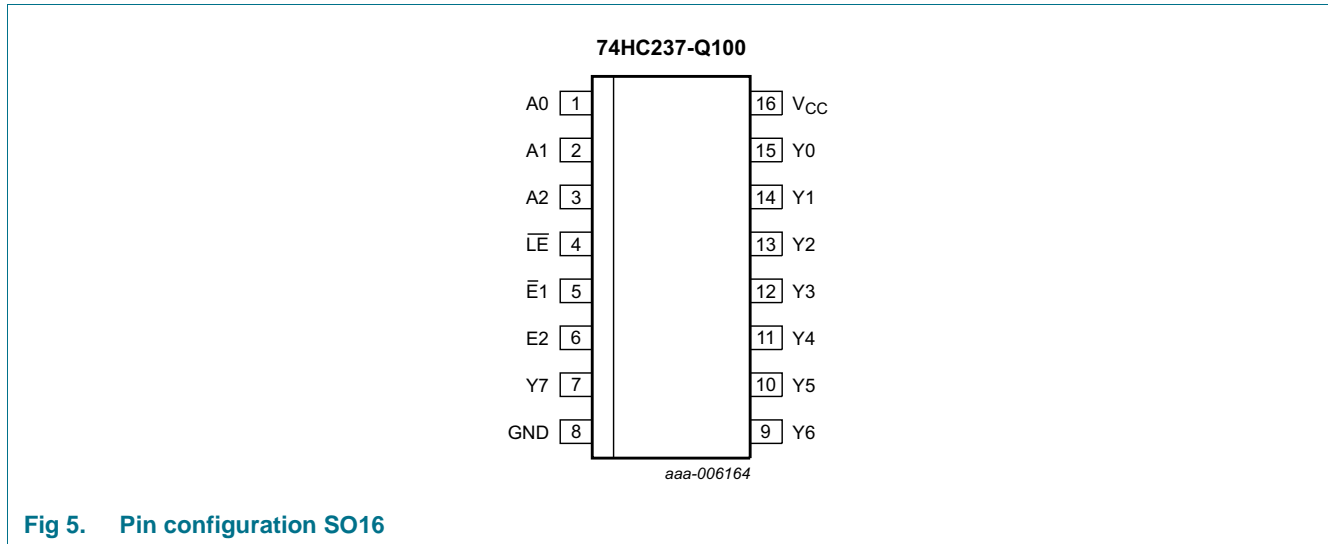 74HC237-Q100
A0 1 16 VCC
A1 2 15 Y0
A2 3 14 Y1
L̅E̅ 4 13 Y2
E̅1 5 12 Y3
E2 6 11 Y4
Y7 7 10 Y5
GND 8 9 Y6
aaa-006164
Fig 5. Pin configuration SO16